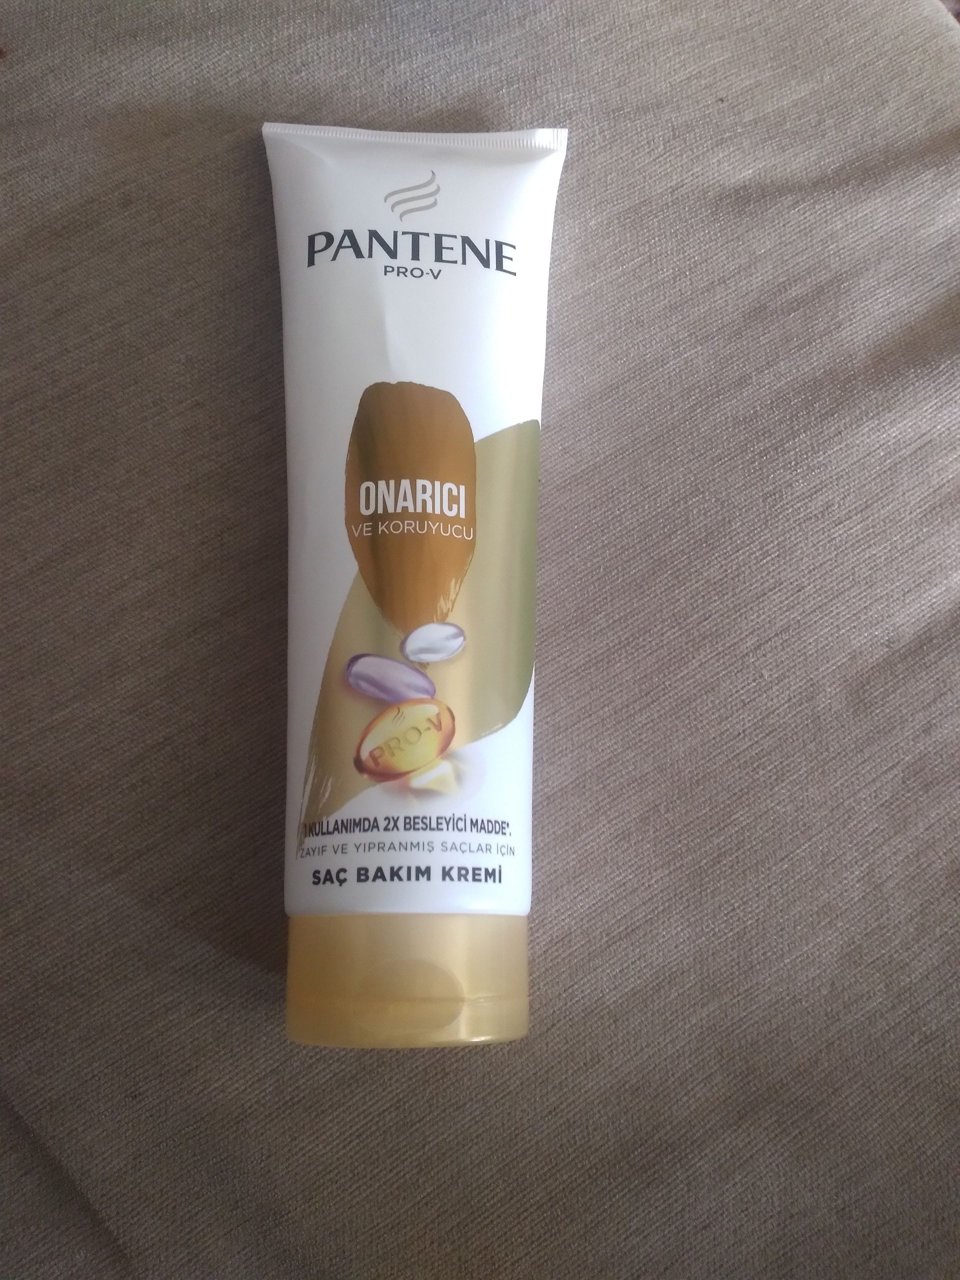 PANTENE
PRO-V
ONARICI
VE KORUYUCU
PRO-V
1 KULLANIMDA 2X BESLEYİCİ MADDE*.
ZAYIF VE YIPRANMIŞ SAÇLAR İÇİN
SAÇ BAKIM KREMİ